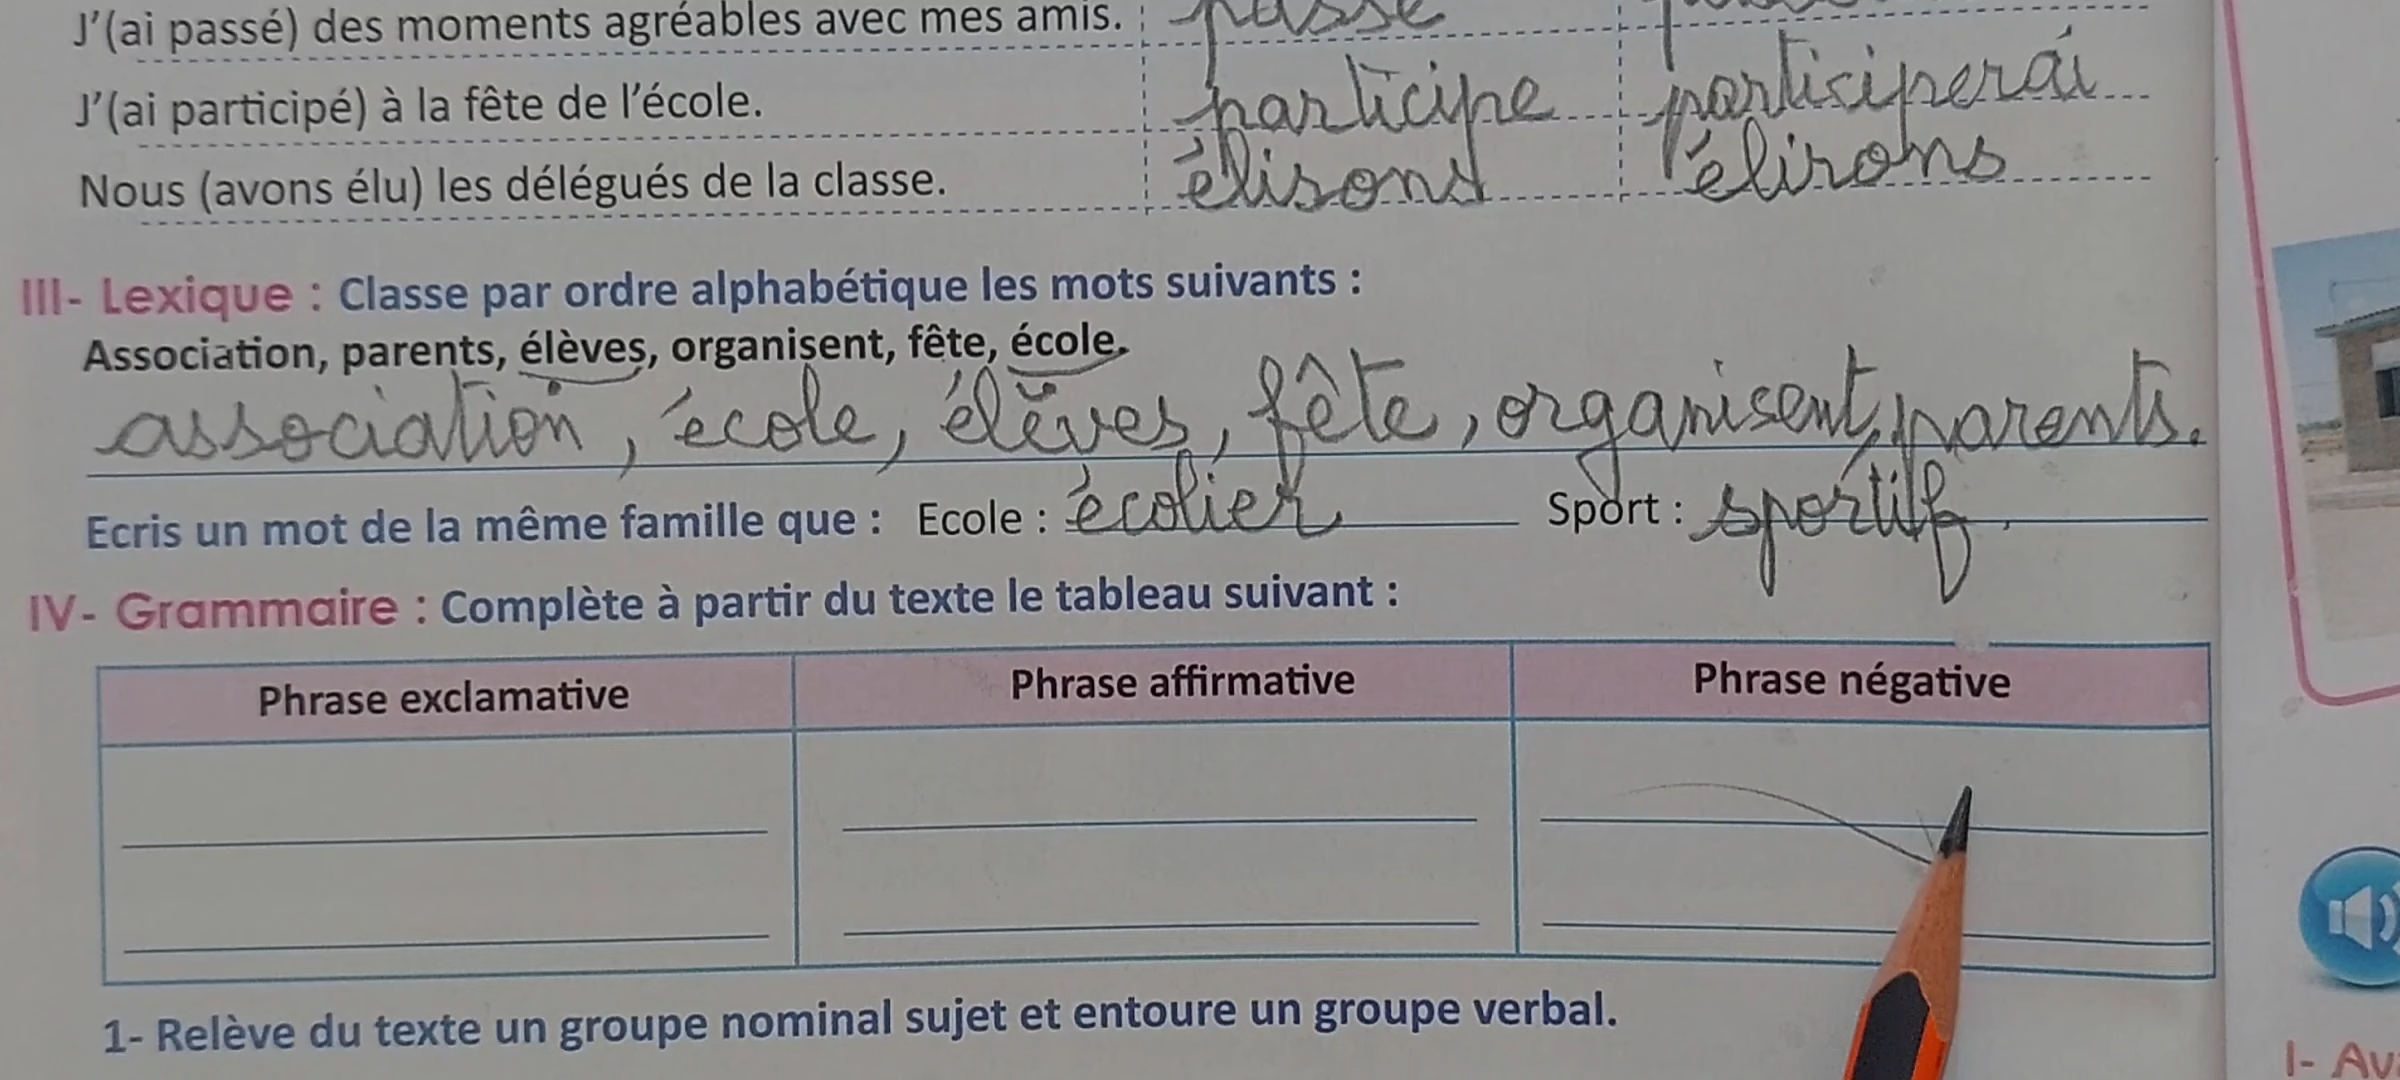 J'(ai passé) des moments agréables avec mes amis. passe
J'(ai participé) à la fête de l'école. participe participerai
Nous (avons élu) les délégués de la classe. élisons élirons
III- Lexique : Classe par ordre alphabétique les mots suivants :
Association, parents, élèves, organisent, fête, école.
association, école, élèves, fête, organisent, parents.
Ecris un mot de la même famille que : Ecole : écolier Sport : sportif
IV- Grammaire : Complète à partir du texte le tableau suivant :
Phrase exclamative Phrase affirmative Phrase négative
1- Relève du texte un groupe nominal sujet et entoure un groupe verbal.
I- Av